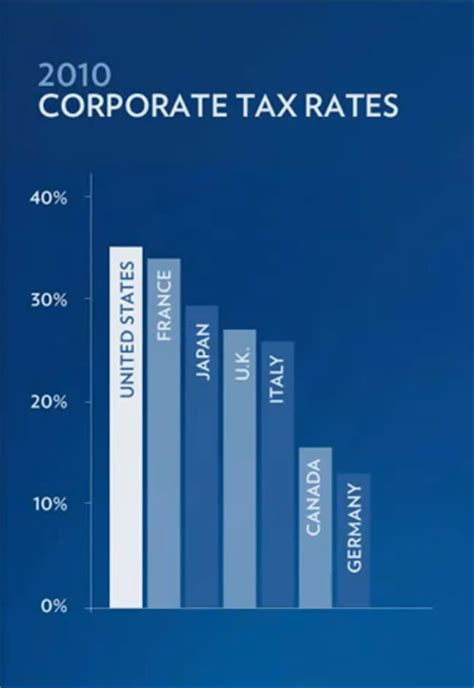 2010
CORPORATE TAX RATES
40%
30%
20%
10%
0%
UNITED STATES
FRANCE
JAPAN
U.K.
ITALY
CANADA
GERMANY